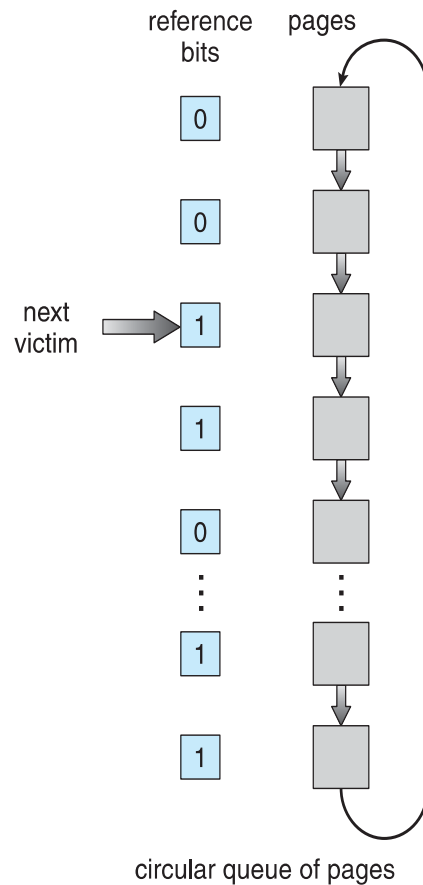 reference bits
pages
0
0
next victim
1
1
0
1
1
circular queue of pages